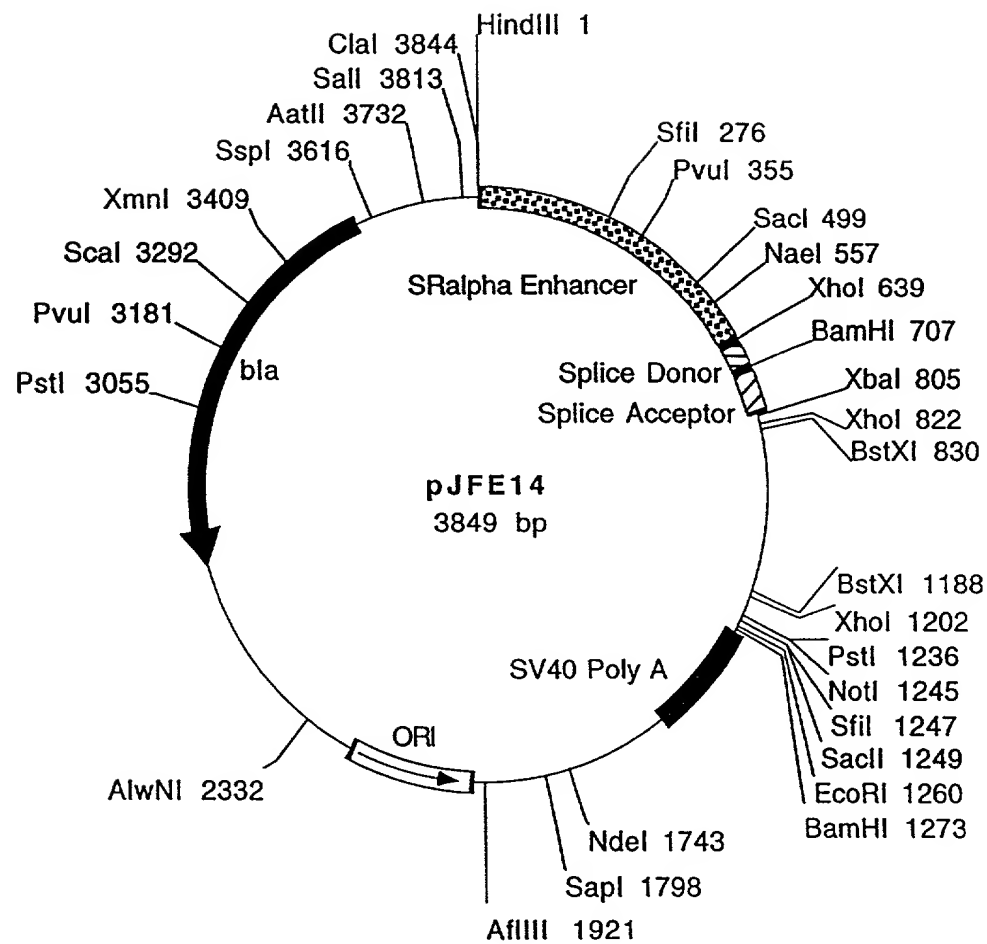 HindIII 1
ClaI 3844
SalI 3813
AatII 3732
SspI 3616
XmnI 3409
ScaI 3292
PvuI 3181
PstI 3055
SfiI 276
PvuI 355
SacI 499
NaeI 557
XhoI 639
BamHI 707
XbaI 805
XhoI 822
BstXI 830
SRalpha Enhancer
Splice Donor
Splice Acceptor
bla
pJFE14
3849 bp
BstXI 1188
XhoI 1202
PstI 1236
NotI 1245
SfiI 1247
SacII 1249
EcoRI 1260
BamHI 1273
SV40 Poly A
ORI
AlwNI 2332
NdeI 1743
SapI 1798
AflIII 1921